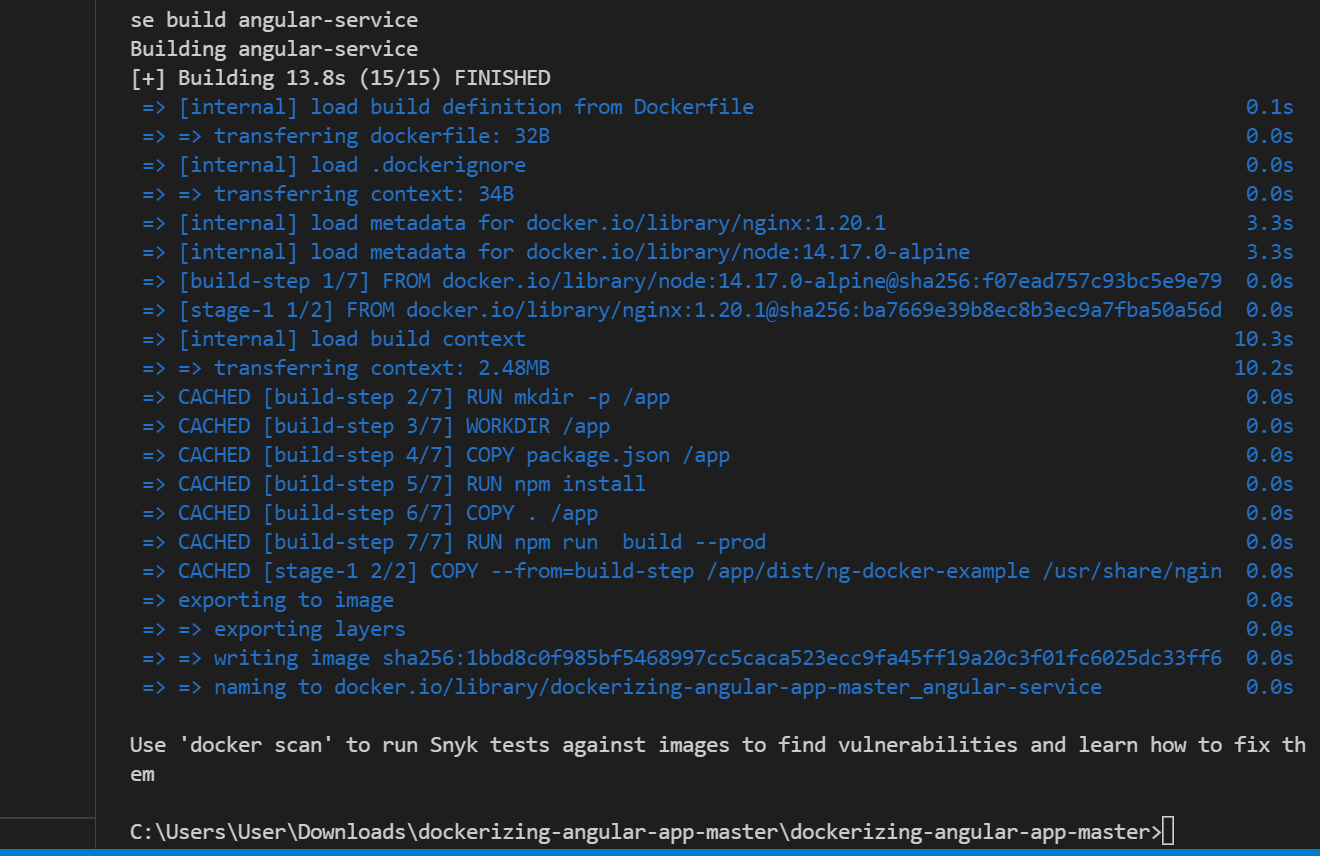 se build angular-service
Building angular-service
[+] Building 13.8s (15/15) FINISHED
=> [internal] load build definition from Dockerfile 0.1s
=> => transferring dockerfile: 32B 0.0s
=> [internal] load .dockerignore 0.0s
=> => transferring context: 34B 0.0s
=> [internal] load metadata for docker.io/library/nginx:1.20.1 3.3s
=> [internal] load metadata for docker.io/library/node:14.17.0-alpine 3.3s
=> [build-step 1/7] FROM docker.io/library/node:14.17.0-alpine@sha256:f07ead757c93bc5e9e79 0.0s
=> [stage-1 1/2] FROM docker.io/library/nginx:1.20.1@sha256:ba7669e39b8ec8b3ec9a7fba50a56d 0.0s
=> [internal] load build context 10.3s
=> => transferring context: 2.48MB 10.2s
=> CACHED [build-step 2/7] RUN mkdir -p /app 0.0s
=> CACHED [build-step 3/7] WORKDIR /app 0.0s
=> CACHED [build-step 4/7] COPY package.json /app 0.0s
=> CACHED [build-step 5/7] RUN npm install 0.0s
=> CACHED [build-step 6/7] COPY . /app 0.0s
=> CACHED [build-step 7/7] RUN npm run  build --prod 0.0s
=> CACHED [stage-1 2/2] COPY --from=build-step /app/dist/ng-docker-example /usr/share/ngin 0.0s
=> exporting to image 0.0s
=> => exporting layers 0.0s
=> => writing image sha256:1bbd8c0f985bf5468997cc5caca523ecc9fa45ff19a20c3f01fc6025dc33ff6 0.0s
=> => naming to docker.io/library/dockerizing-angular-app-master_angular-service 0.0s
Use 'docker scan' to run Snyk tests against images to find vulnerabilities and learn how to fix th
em
C:\Users\User\Downloads\dockerizing-angular-app-master\dockerizing-angular-app-master>